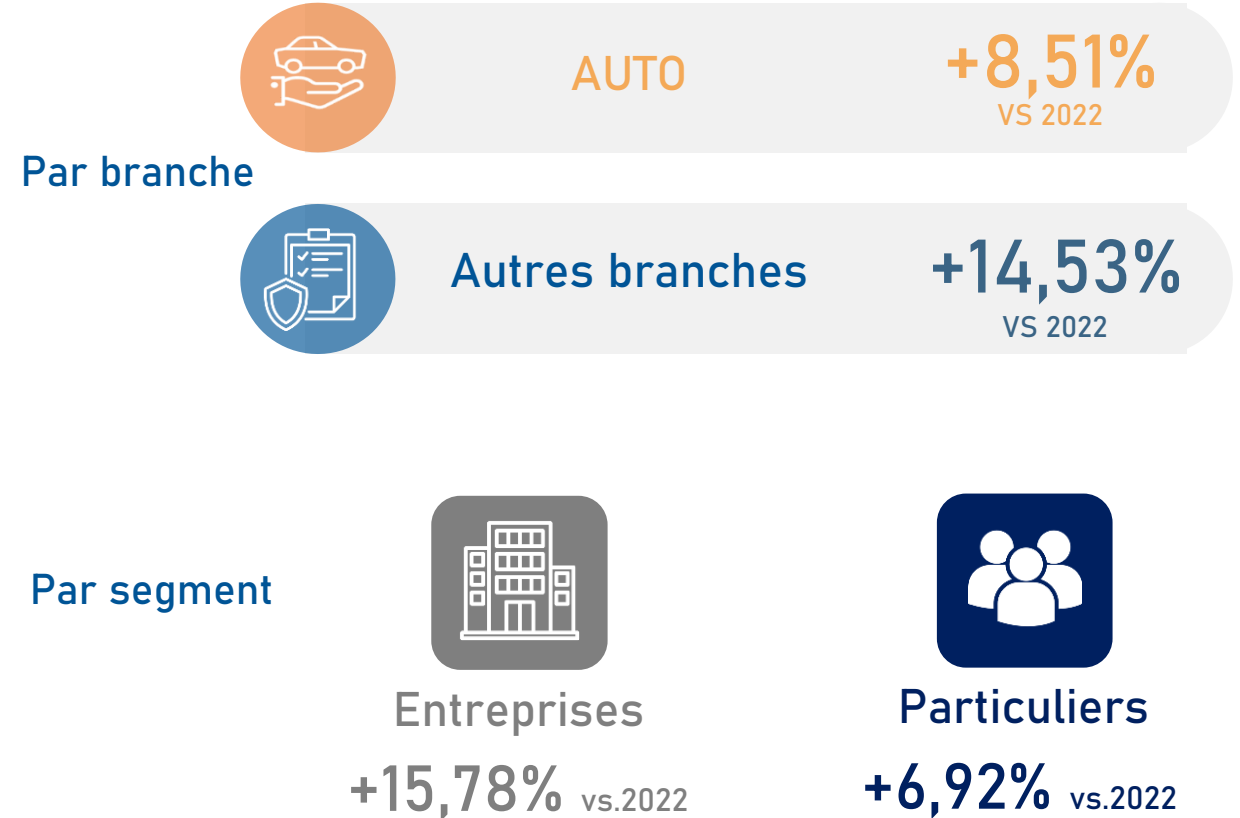 AUTO
+8,51%
VS 2022
Par branche
Autres branches
+14,53%
VS 2022
Par segment
Entreprises
+15,78% vs.2022
Particuliers
+6,92% vs.2022